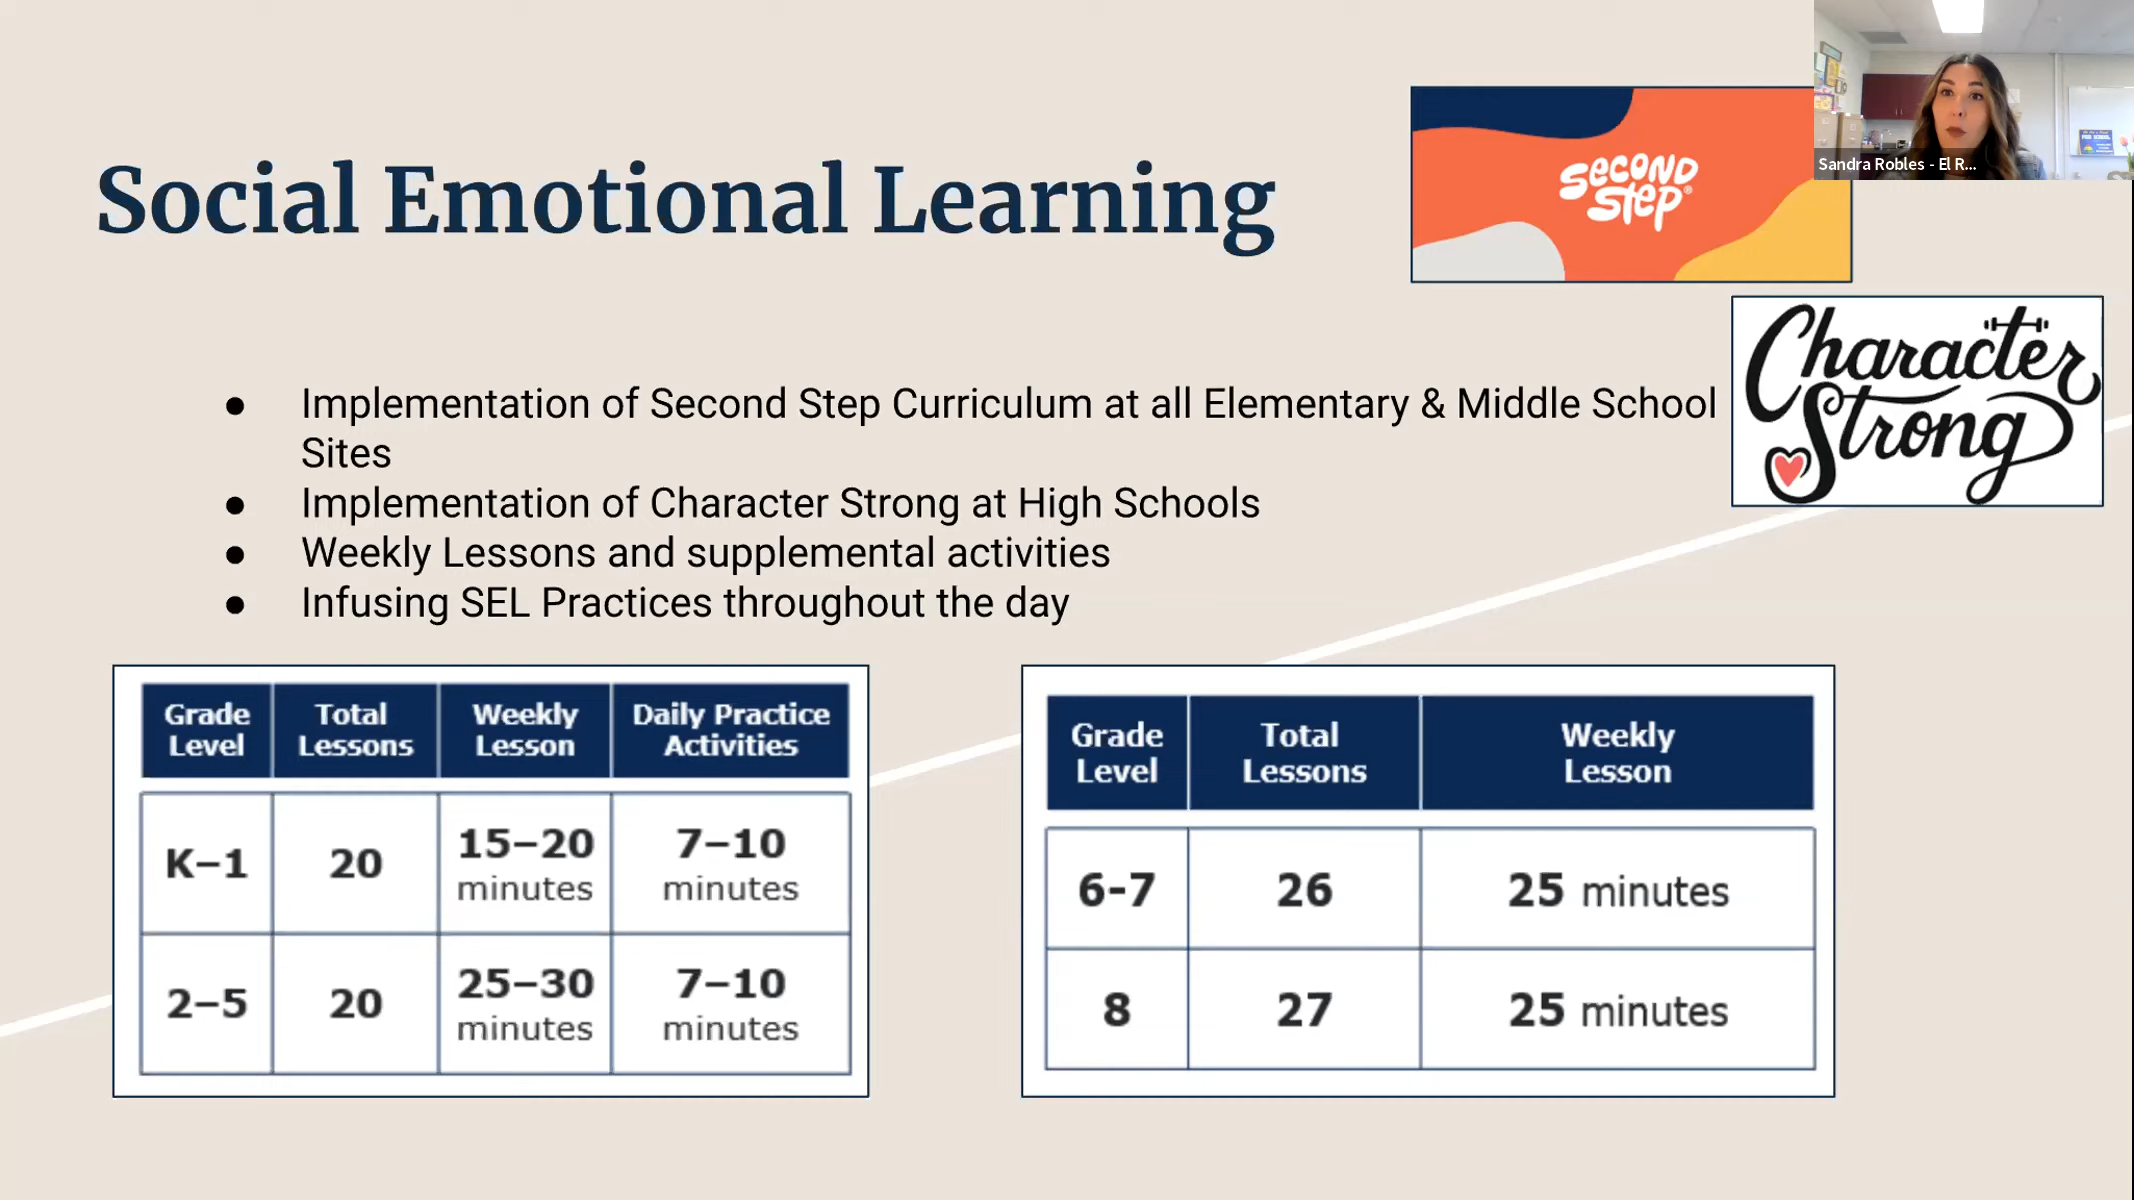 Social Emotional Learning
Second
Step®
Sandra Robles - El R...
Character
Strong
● Implementation of Second Step Curriculum at all Elementary & Middle School
Sites
● Implementation of Character Strong at High Schools
● Weekly Lessons and supplemental activities
● Infusing SEL Practices throughout the day
Grade Level Total Lessons Weekly Lesson Daily Practice Activities
K–1 20 15–20 minutes 7–10 minutes
2–5 20 25–30 minutes 7–10 minutes
Grade Level Total Lessons Weekly Lesson
6-7 26 25 minutes
8 27 25 minutes